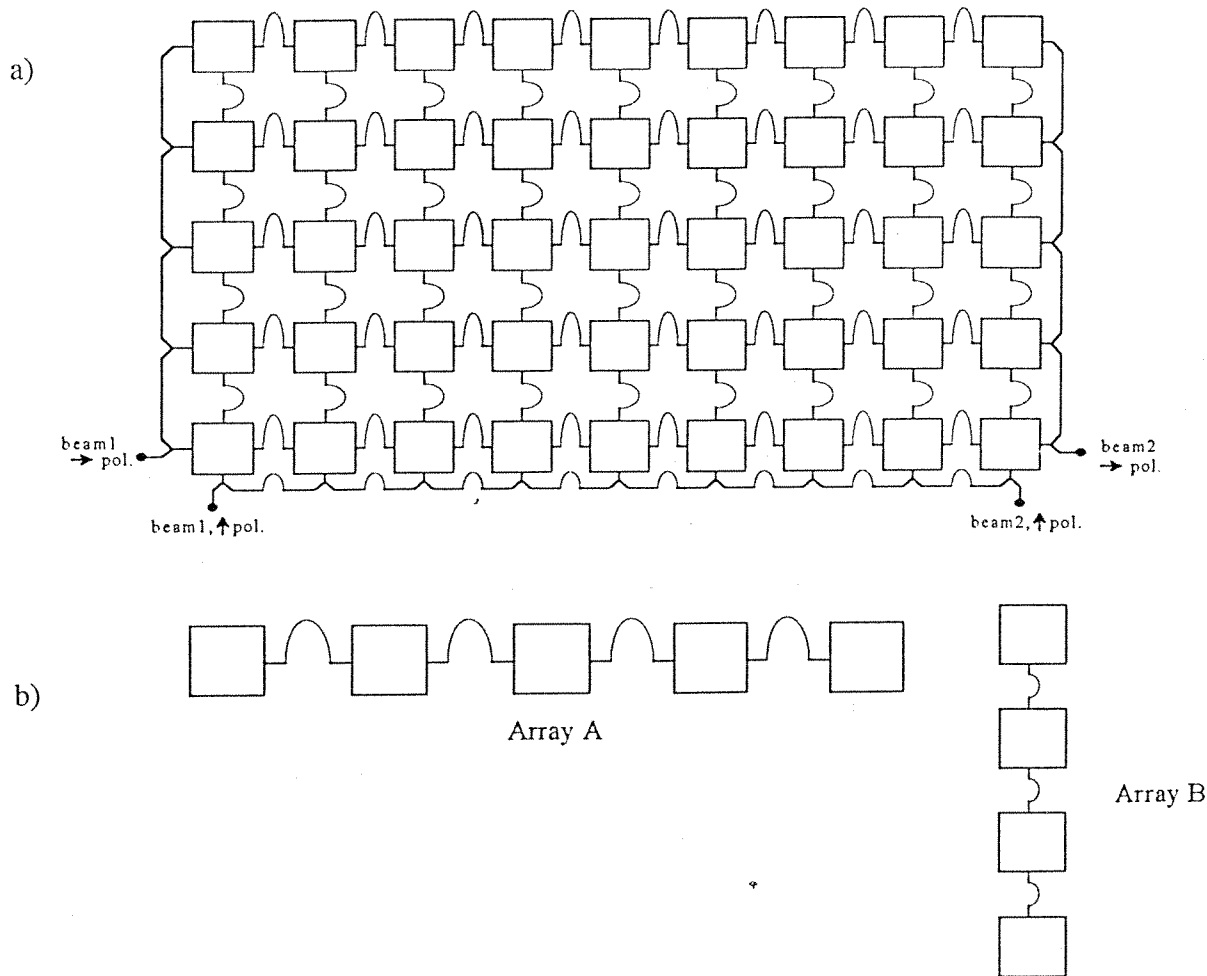 a)
beam1
→ pol.
beam2
→ pol.
beam1,↑pol.
beam2,↑pol.
b)
Array A
Array B